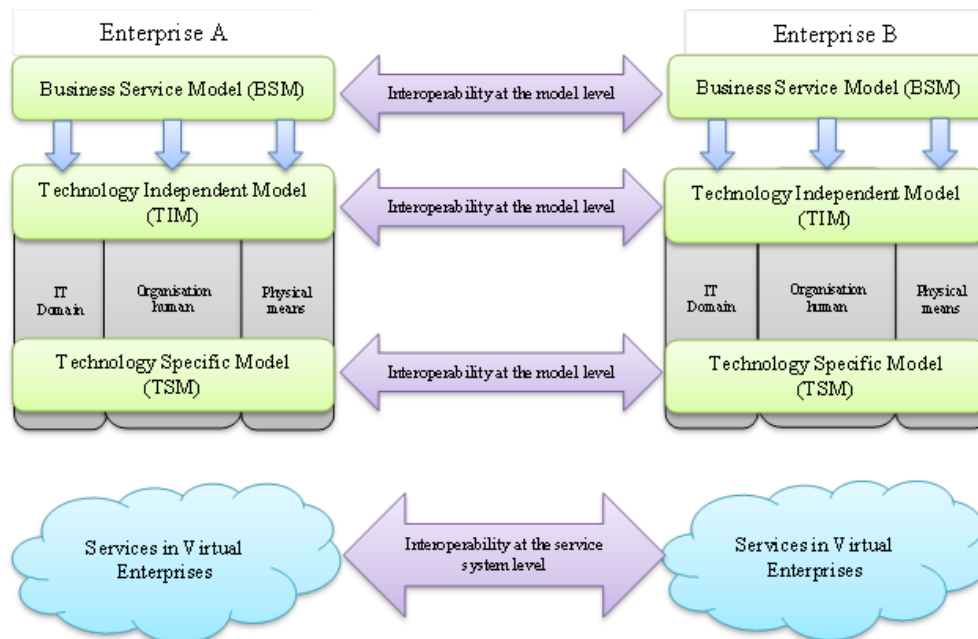 Enterprise A
Enterprise B
Business Service Model (BSM)
Interoperability at the model level
Business Service Model (BSM)
Technology Independent Model
(TIM)
Interoperability at the model level
Technology Independent Model
(TIM)
IT
Domain
Organisation
human
Physical
means
IT
Domain
Organisation
human
Physical
means
Technology Specific Model
(TSM)
Interoperability at the model level
Technology Specific Model
(TSM)
Services in Virtual
Enterprises
Interoperability at the service
system level
Services in Virtual
Enterprises